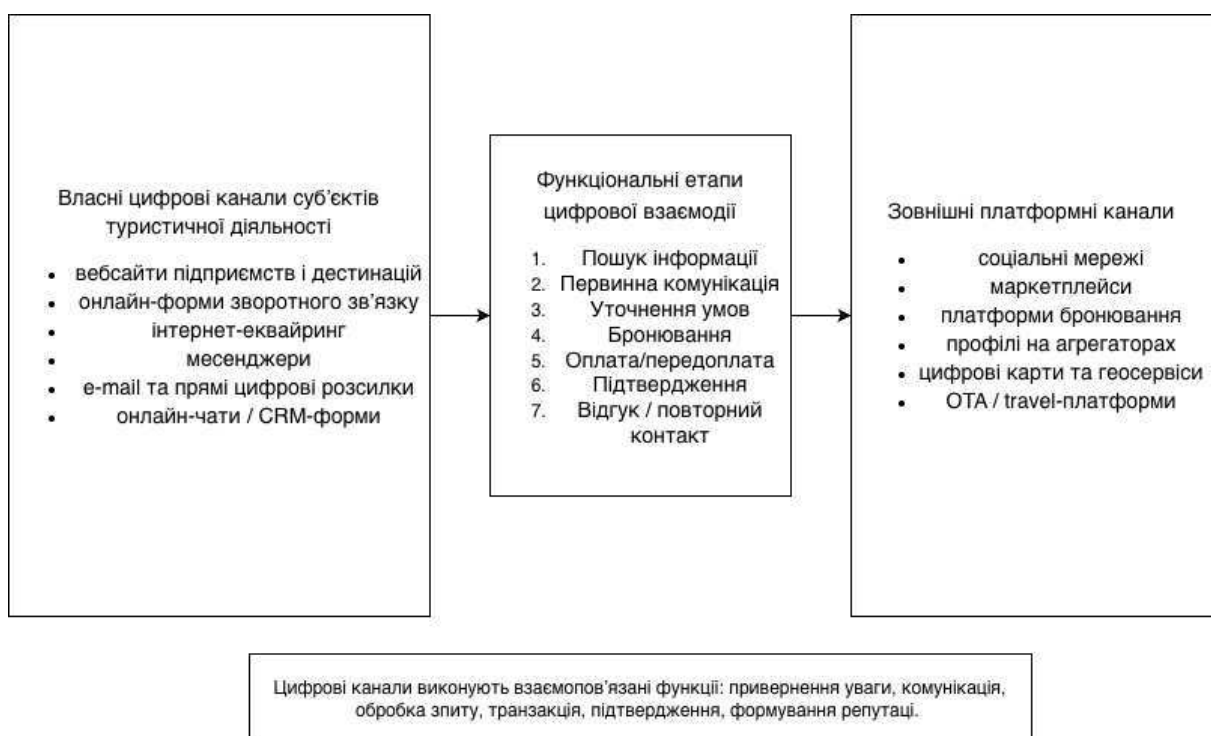 Власні цифрові канали суб'єктів
туристичної діяльності
• вебсайти підприємств і дестинацій
• онлайн-форми зворотного зв'язку
• інтернет-еквайринг
• месенджери
• e-mail та прямі цифрові розсилки
• онлайн-чати / CRM-форми
Функціональні етапи
цифрової взаємодії
1. Пошук інформації
2. Первинна комунікація
3. Уточнення умов
4. Бронювання
5. Оплата/передоплата
6. Підтвердження
7. Відгук / повторний
контакт
Зовнішні платформні канали
• соціальні мережі
• маркетплейси
• платформи бронювання
• профілі на агрегаторах
• цифрові карти та геосервіси
• OTA / travel-платформи
Цифрові канали виконують взаємопов'язані функції: привернення уваги, комунікація,
обробка зпиту, транзакція, підтвердження, формування репутаці.